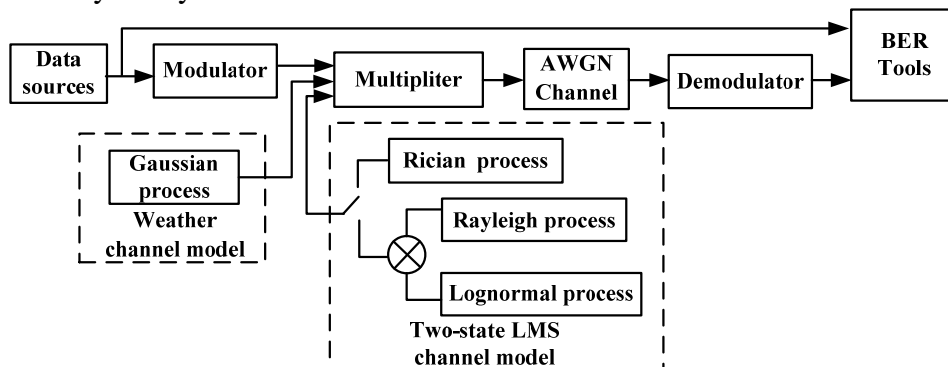 Data
sources
Modulator
Multipliter
AWGN
Channel
Demodulator
BER
Tools
Gaussian
process
Weather
channel model
Rician process
Rayleigh process
Lognormal process
Two-state LMS
channel model